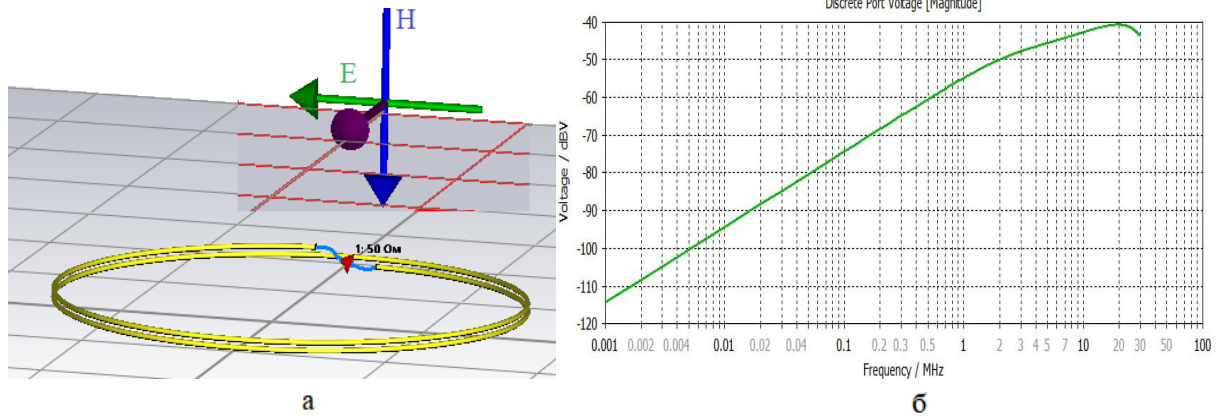 H
E
1: 50 Ом
а
Discrete Port Voltage [Magnitude]
-40
-50
-60
-70
-80
-90
-100
-110
-120
Voltage / dBV
0.001 0.002 0.004 0.01 0.02 0.04 0.1 0.2 0.3 0.5 1 2 3 4 5 7 10 20 30 50 100
Frequency / MHz
б